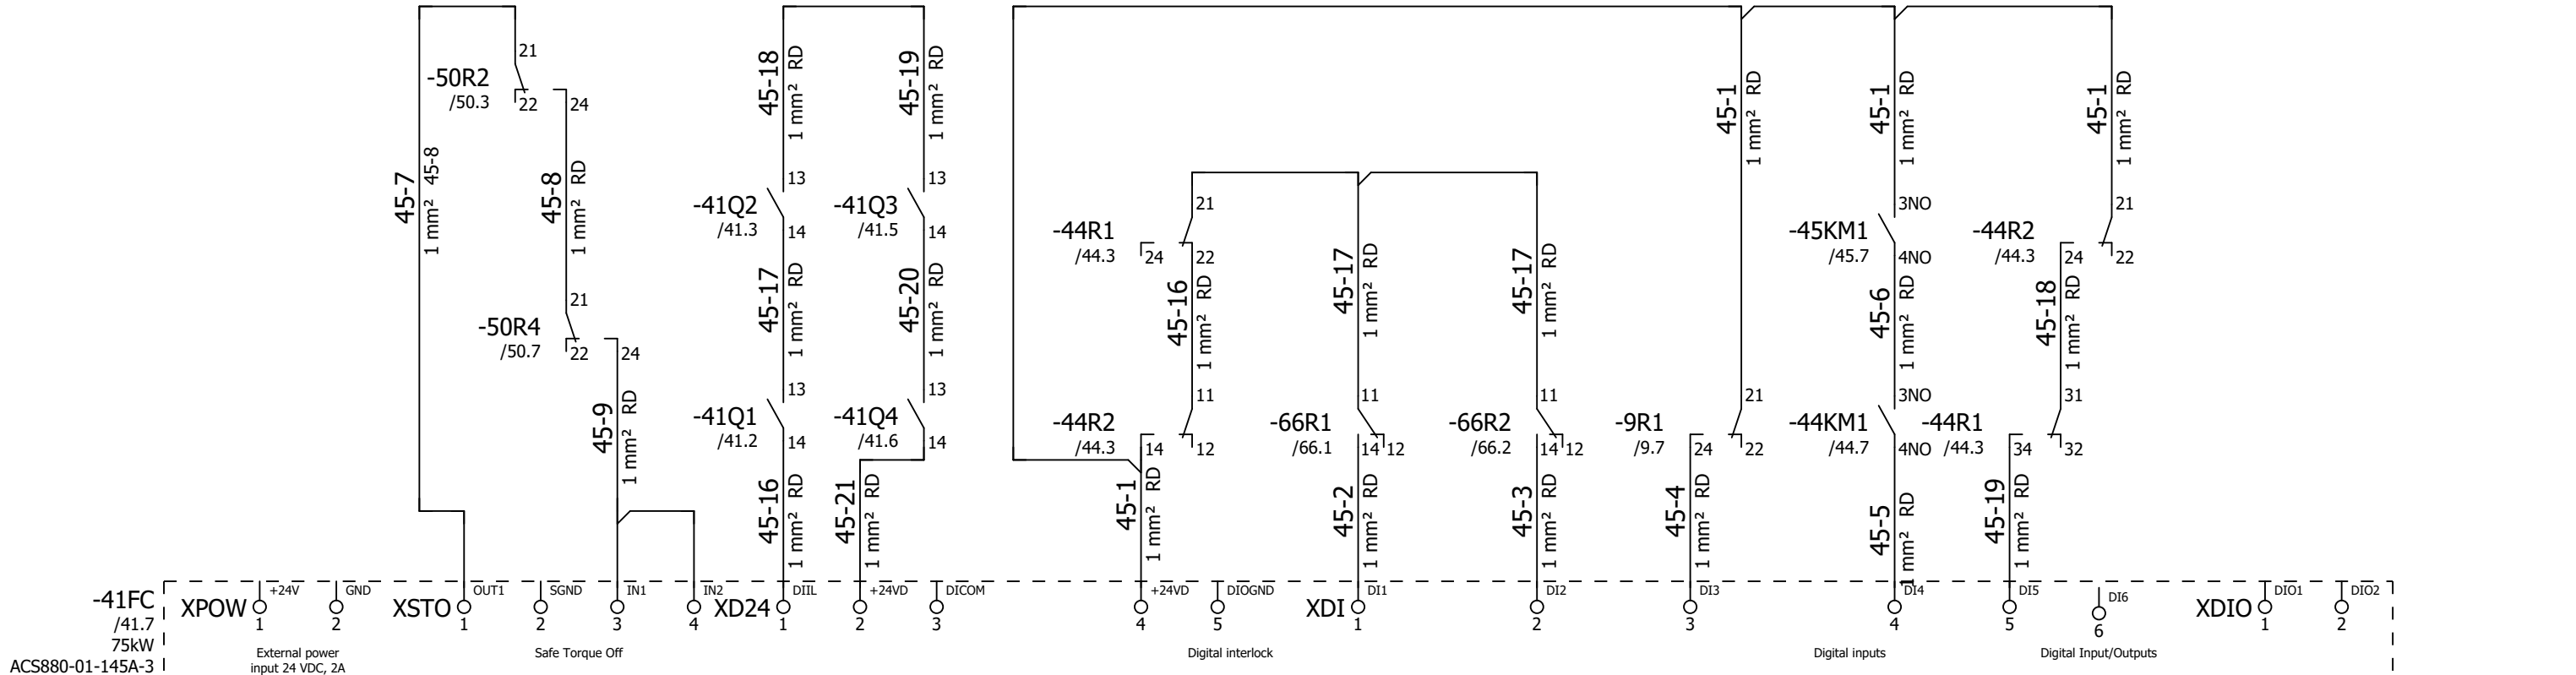 21
-50R2
/50.3
22
24
45-7
1 mm² 45-8
45-8
1 mm² RD
21
-50R4
/50.7
22
24
45-9
1 mm² RD
45-18
1 mm² RD
45-19
1 mm² RD
13
-41Q2
/41.3
14
13
-41Q3
/41.5
14
45-17
1 mm² RD
45-20
1 mm² RD
13
-41Q1
/41.2
14
13
-41Q4
/41.6
14
45-16
1 mm² RD
45-21
1 mm² RD
21
-44R1
/44.3
24
22
45-16
1 mm² RD
11
-44R2
/44.3
14
12
45-1
1 mm² RD
45-17
1 mm² RD
11
-66R1
/66.1
14
12
45-2
1 mm² RD
45-17
1 mm² RD
11
-66R2
/66.2
14
12
45-3
1 mm² RD
45-1
1 mm² RD
21
-9R1
/9.7
24
22
45-4
1 mm² RD
45-1
1 mm² RD
3NO
-45KM1
/45.7
4NO
45-6
1 mm² RD
3NO
-44KM1
/44.7
4NO
45-5
1 mm² RD
45-1
1 mm² RD
21
-44R2
/44.3
24
22
45-18
1 mm² RD
31
-44R1
/44.3
34
32
45-19
1 mm² RD
-41FC
/41.7
75kW
ACS880-01-145A-3
XPOW
+24V
1
GND
2
External power
input 24 VDC, 2A
XSTO
OUT1
1
SGND
2
IN1
3
IN2
4
Safe Torque Off
XD24
DIIL
1
+24VD
2
DICOM
3
+24VD
4
DIOGND
5
Digital interlock
XDI
DI1
1
DI2
2
DI3
3
DI4
4
DI5
5
DI6
6
Digital inputs
Digital Input/Outputs
XDIO
DIO1
1
DIO2
2